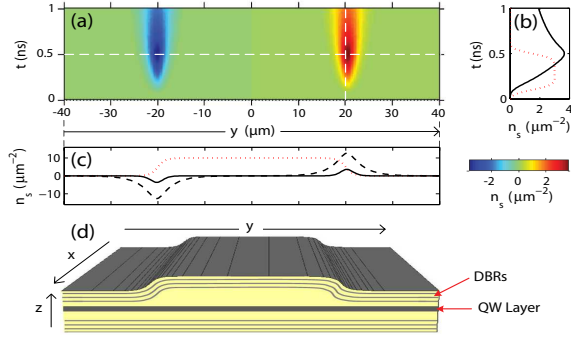 (a)
(b)
t (ns)
1
0.5
0
-40
-30
-20
-10
0
10
20
30
40
y (μm)
t (ns)
1
0.5
0
0
2
4
n_s (μm⁻²)
(c)
n_s (μm⁻²)
10
0
-10
-2
0
2
n_s (μm⁻²)
(d)
y
x
z
DBRs
QW Layer